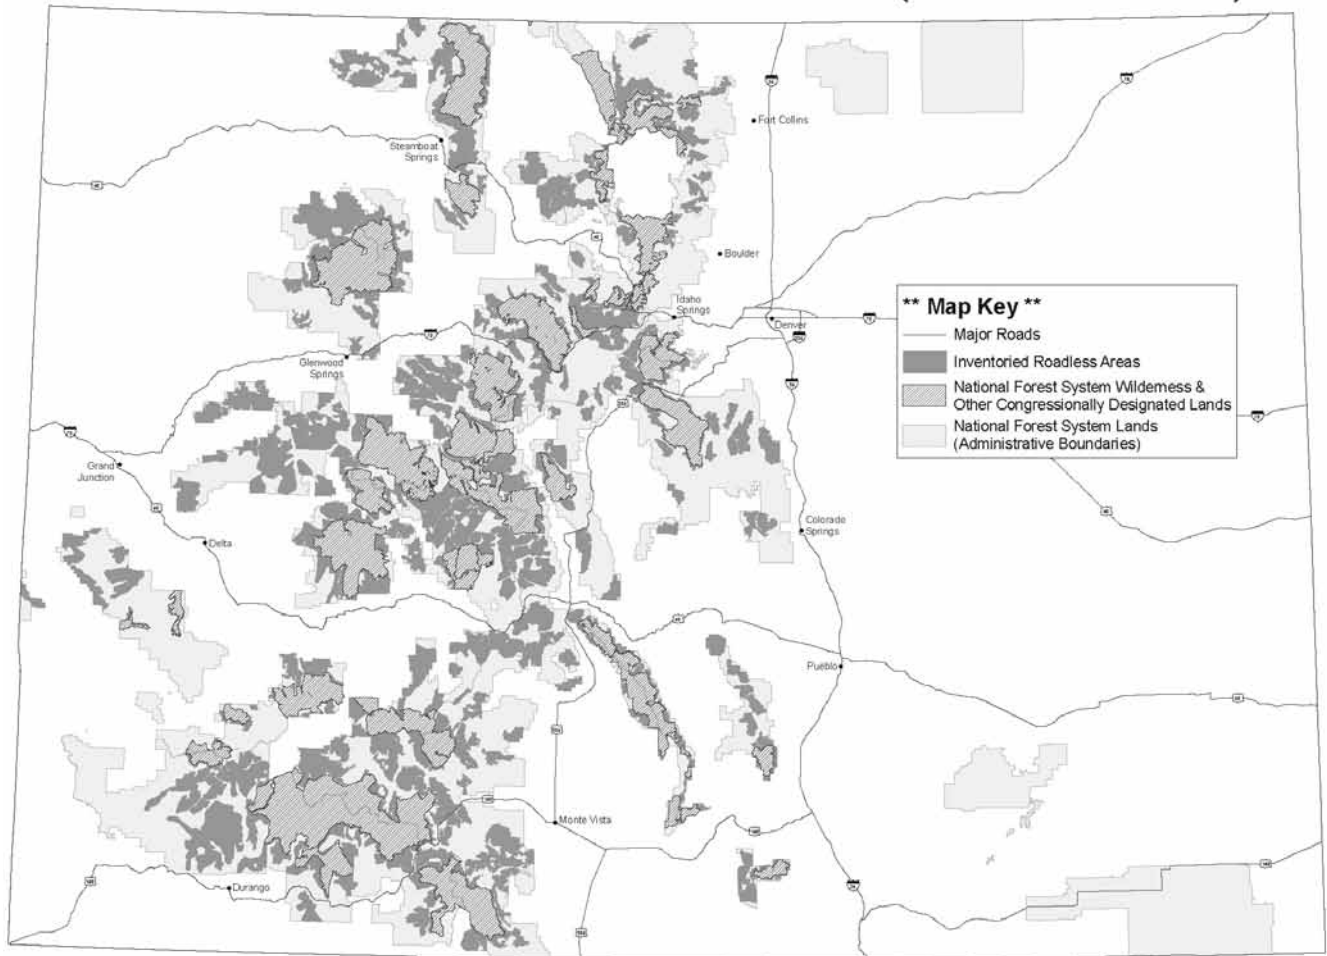 Fort Collins
Steamboat
Springs
Boulder
Idaho
Springs
Denver
** Map Key **
Major Roads
Inventoried Roadless Areas
National Forest System Wilderness &
Other Congressionally Designated Lands
National Forest System Lands
(Administrative Boundaries)
Glenwood
Springs
Grand
Junction
Delta
Colorado
Springs
Pueblo
Monte Vista
Durango